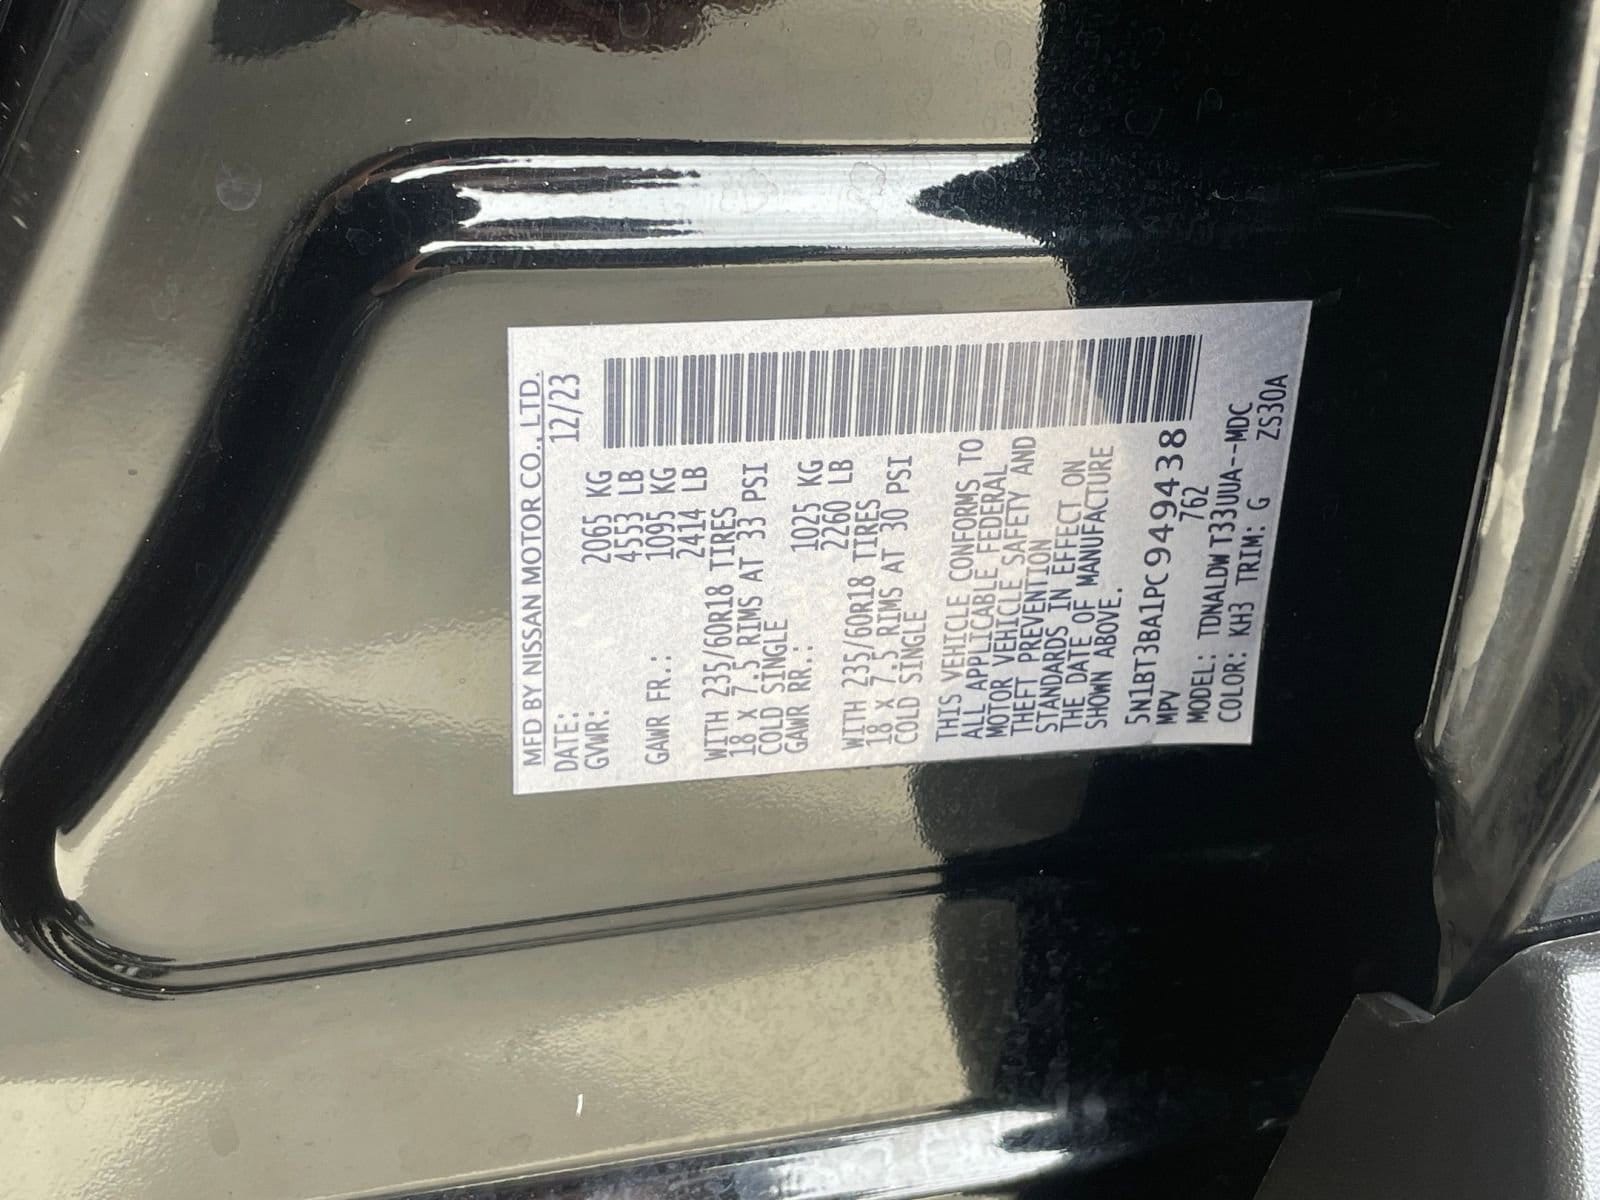 MFD BY NISSAN MOTOR CO., LTD.
DATE: 12/23
GVWR: 2065 KG
4553 LB
GAWR FR.: 1095 KG
2414 LB
WITH 235/60R18 TIRES
18 X 7.5 RIMS AT 33 PSI
COLD SINGLE
GAWR RR.: 1025 KG
2260 LB
WITH 235/60R18 TIRES
18 X 7.5 RIMS AT 30 PSI
COLD SINGLE
THIS VEHICLE CONFORMS TO
ALL APPLICABLE FEDERAL
MOTOR VEHICLE SAFETY AND
THEFT PREVENTION
STANDARDS IN EFFECT ON
THE DATE OF MANUFACTURE
SHOWN ABOVE.
5N1BT3BA1PC949438
MPV 762
MODEL: TDNALDW T33UUA--MDC
COLOR: KH3 TRIM: G ZS30A